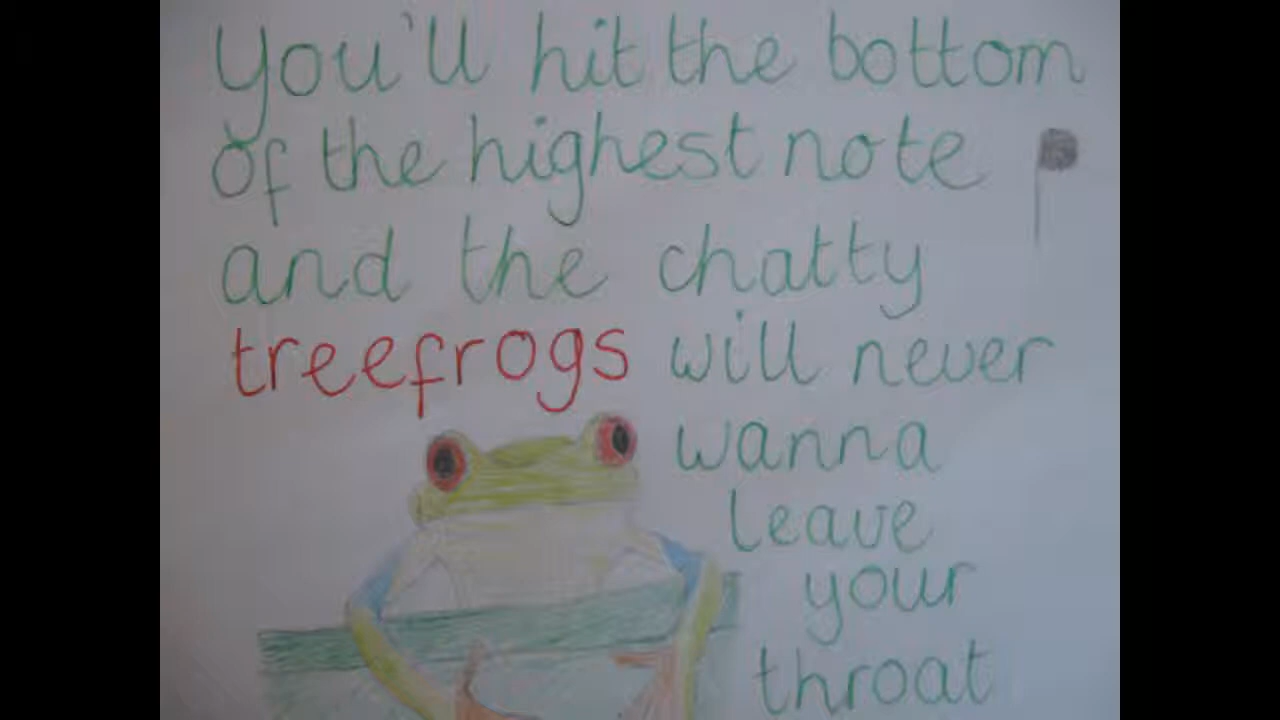 You'll hit the bottom
of the highest note
and the chatty
treefrogs will never
wanna
leave
your
throat